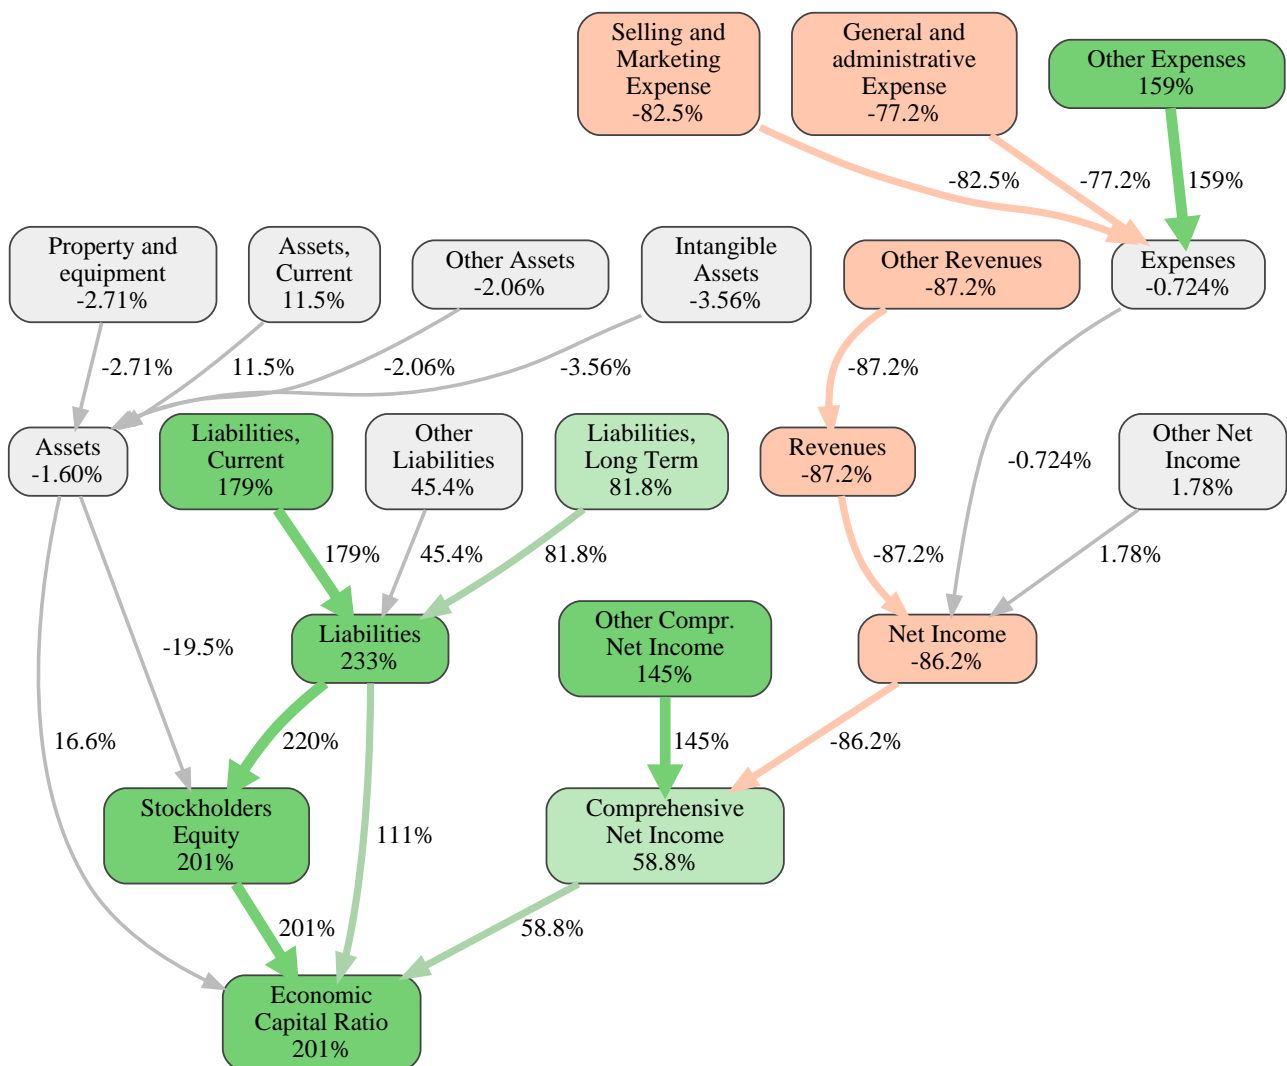 Selling and
Marketing
Expense
-82.5%
General and
administrative
Expense
-77.2%
Other Expenses
159%
-82.5%
-77.2%
159%
Property and
equipment
-2.71%
Assets,
Current
11.5%
Other Assets
-2.06%
Intangible
Assets
-3.56%
Other Revenues
-87.2%
Expenses
-0.724%
-2.71%
11.5%
-2.06%
-3.56%
-87.2%
Assets
-1.60%
Liabilities,
Current
179%
Other
Liabilities
45.4%
Liabilities,
Long Term
81.8%
Revenues
-87.2%
-0.724%
Other Net
Income
1.78%
179%
45.4%
81.8%
-87.2%
1.78%
-19.5%
Liabilities
233%
Other Compr.
Net Income
145%
Net Income
-86.2%
16.6%
220%
145%
-86.2%
Stockholders
Equity
201%
111%
Comprehensive
Net Income
58.8%
201%
58.8%
Economic
Capital Ratio
201%